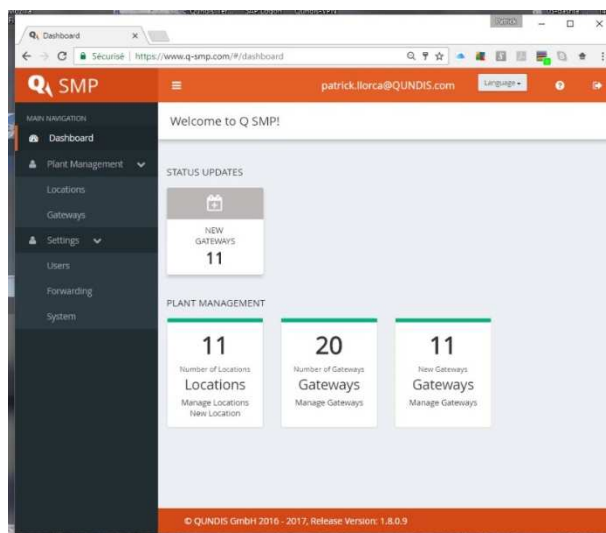 Patrick
Dashboard
Sécurisé
https://www.q-smp.com/#/dashboard
SMP
patrick.llorca@QUNDIS.com
Language
MAIN NAVIGATION
Dashboard
Plant Management
Locations
Gateways
Settings
Users
Forwarding
System
Welcome to Q SMP!
STATUS UPDATES
NEW
GATEWAYS
11
PLANT MANAGEMENT
11
Number of Locations
Locations
Manage Locations
New Location
20
Number of Gateways
Gateways
Manage Gateways
11
New Gateways
Gateways
Manage Gateways
© QUNDIS GmbH 2016 - 2017, Release Version: 1.8.0.9